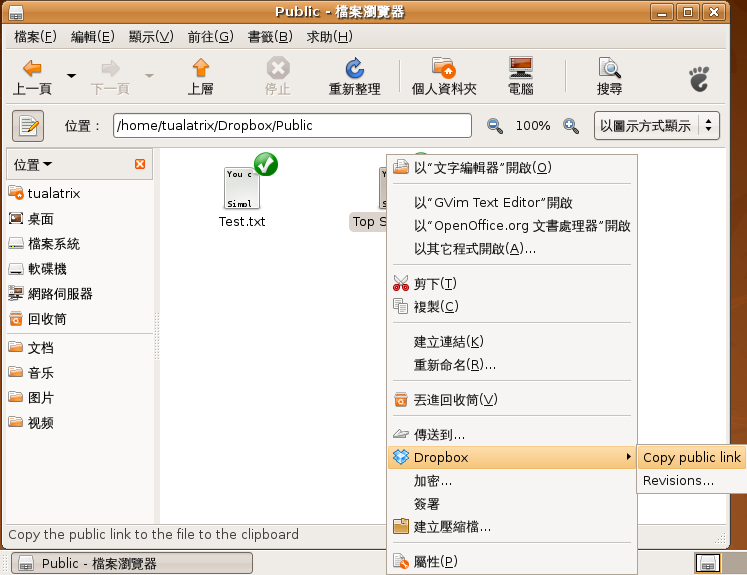 Public - 檔案瀏覽器
檔案(F) 編輯(E) 顯示(V) 前往(G) 書籤(B) 求助(H)
上一頁 下一頁 上層 停止 重新整理 個人資料夾 電腦 搜尋
位置： /home/tualatrix/Dropbox/Public 100% 以圖示方式顯示
位置
tualatrix
桌面
檔案系統
軟碟機
網路伺服器
回收筒
文档
音乐
图片
视频
You c
Simpl
Test.txt
You
Top S
以“文字編輯器”開啟(O)
以“GVim Text Editor”開啟
以“OpenOffice.org 文書處理器”開啟
以其它程式開啟(A)...
剪下(T)
複製(C)
建立連結(K)
重新命名(R)...
丟進回收筒(V)
傳送到...
Dropbox
加密...
簽署
建立壓縮檔...
屬性(P)
Copy public link
Revisions...
Copy the public link to the file to the clipboard
Public - 檔案瀏覽器